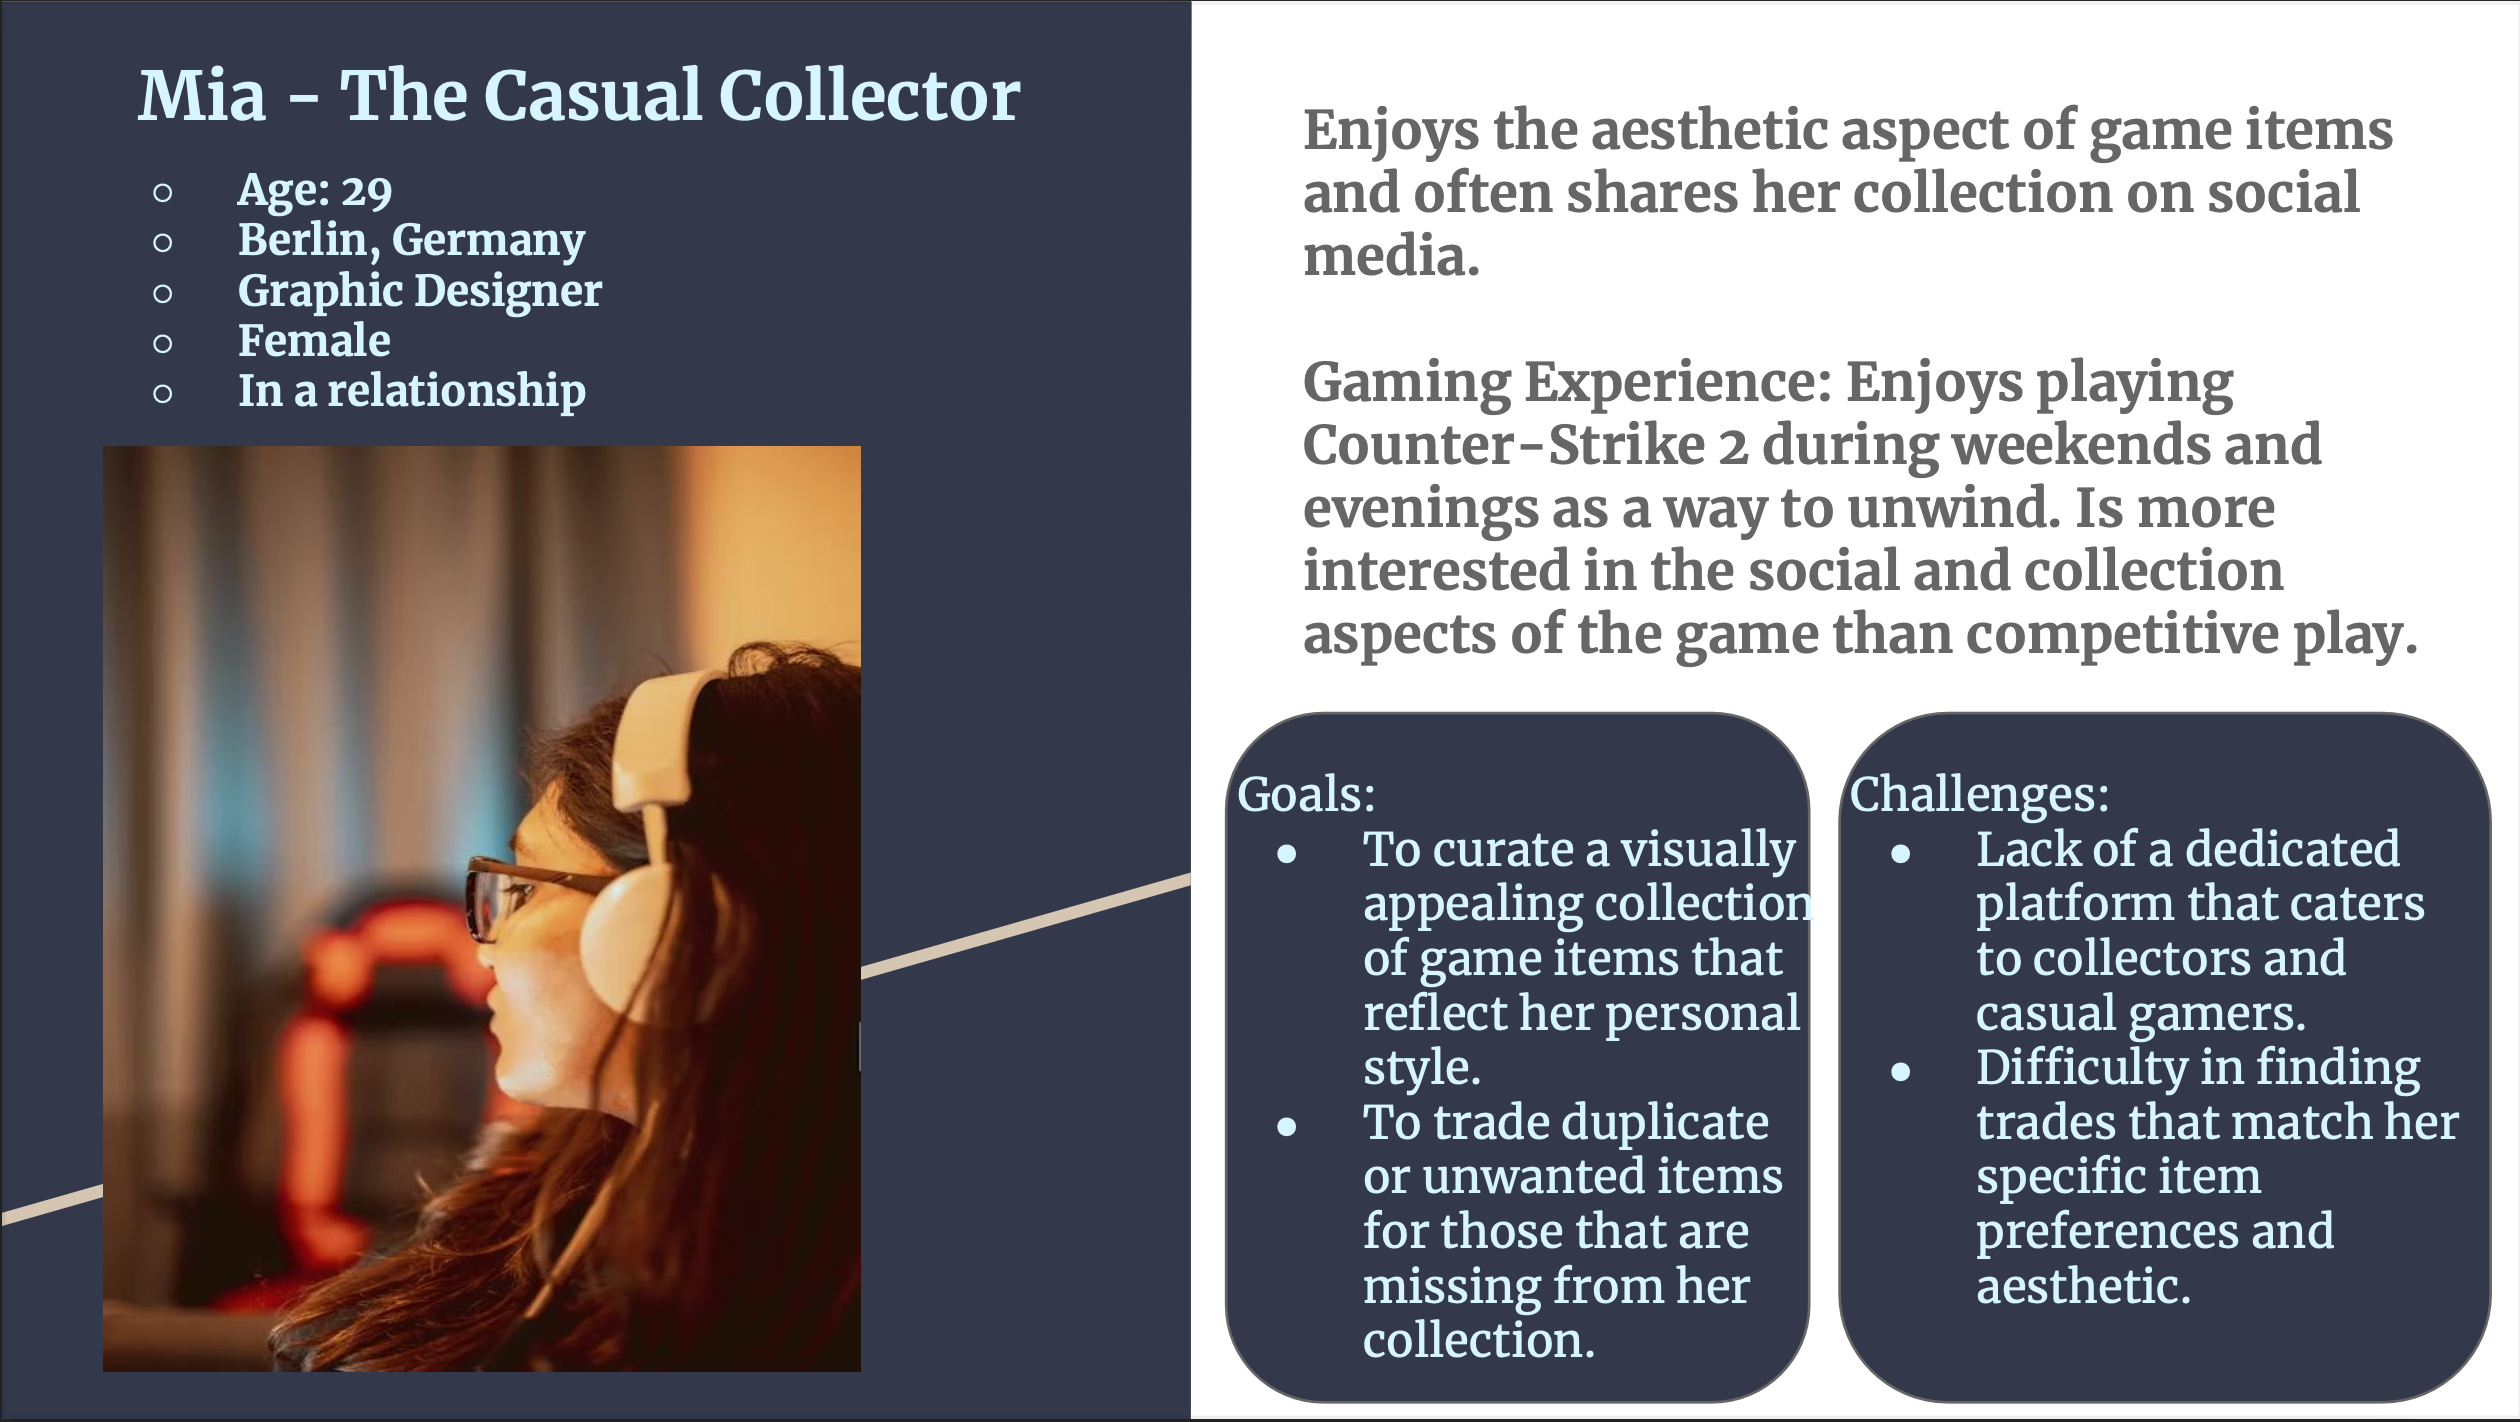 Mia - The Casual Collector
○ Age: 29
○ Berlin, Germany
○ Graphic Designer
○ Female
○ In a relationship
Enjoys the aesthetic aspect of game items
and often shares her collection on social
media.
Gaming Experience: Enjoys playing
Counter-Strike 2 during weekends and
evenings as a way to unwind. Is more
interested in the social and collection
aspects of the game than competitive play.
Goals:
● To curate a visually
appealing collection
of game items that
reflect her personal
style.
● To trade duplicate
or unwanted items
for those that are
missing from her
collection.
Challenges:
● Lack of a dedicated
platform that caters
to collectors and
casual gamers.
● Difficulty in finding
trades that match her
specific item
preferences and
aesthetic.